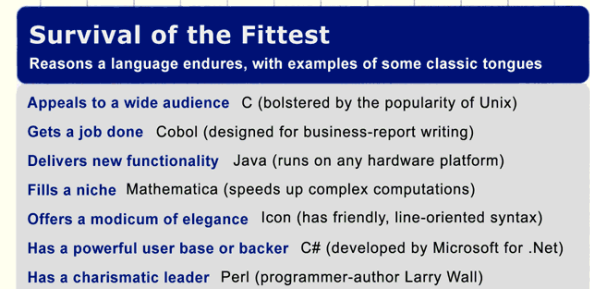 Survival of the Fittest
Reasons a language endures, with examples of some classic tongues
Appeals to a wide audience C (bolstered by the popularity of Unix)
Gets a job done Cobol (designed for business-report writing)
Delivers new functionality Java (runs on any hardware platform)
Fills a niche Mathematica (speeds up complex computations)
Offers a modicum of elegance Icon (has friendly, line-oriented syntax)
Has a powerful user base or backer C# (developed by Microsoft for .Net)
Has a charismatic leader Perl (programmer-author Larry Wall)